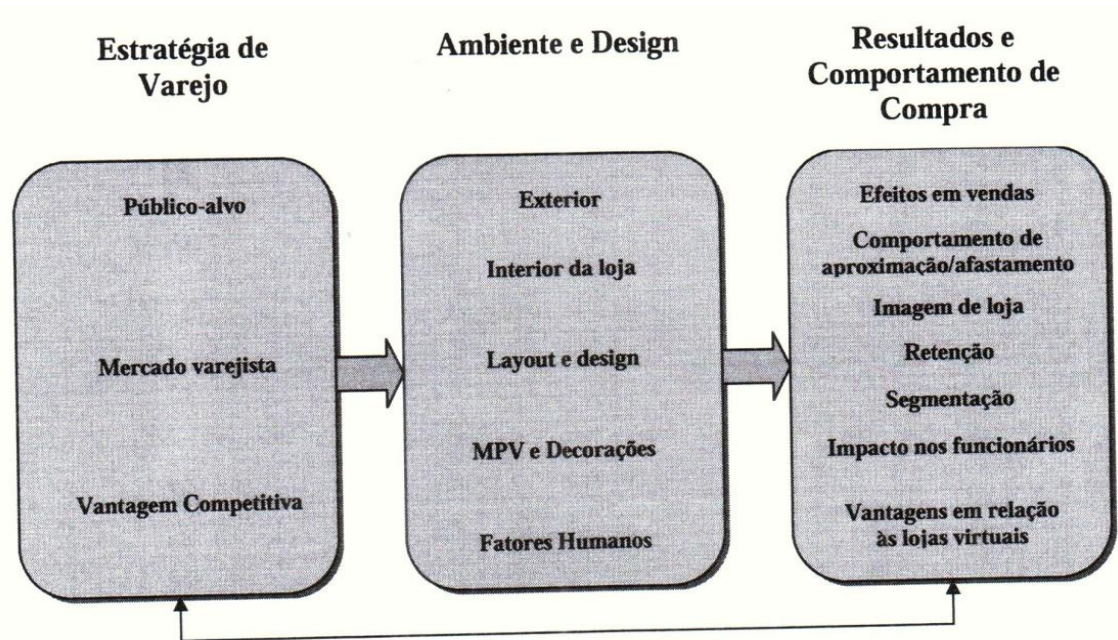 Estratégia de
Varejo
Ambiente e Design
Resultados e
Comportamento de
Compra
Público-alvo
Mercado varejista
Vantagem Competitiva
Exterior
Interior da loja
Layout e design
MPV e Decorações
Fatores Humanos
Efeitos em vendas
Comportamento de
aproximação/afastamento
Imagem de loja
Retenção
Segmentação
Impacto nos funcionários
Vantagens em relação
às lojas virtuais